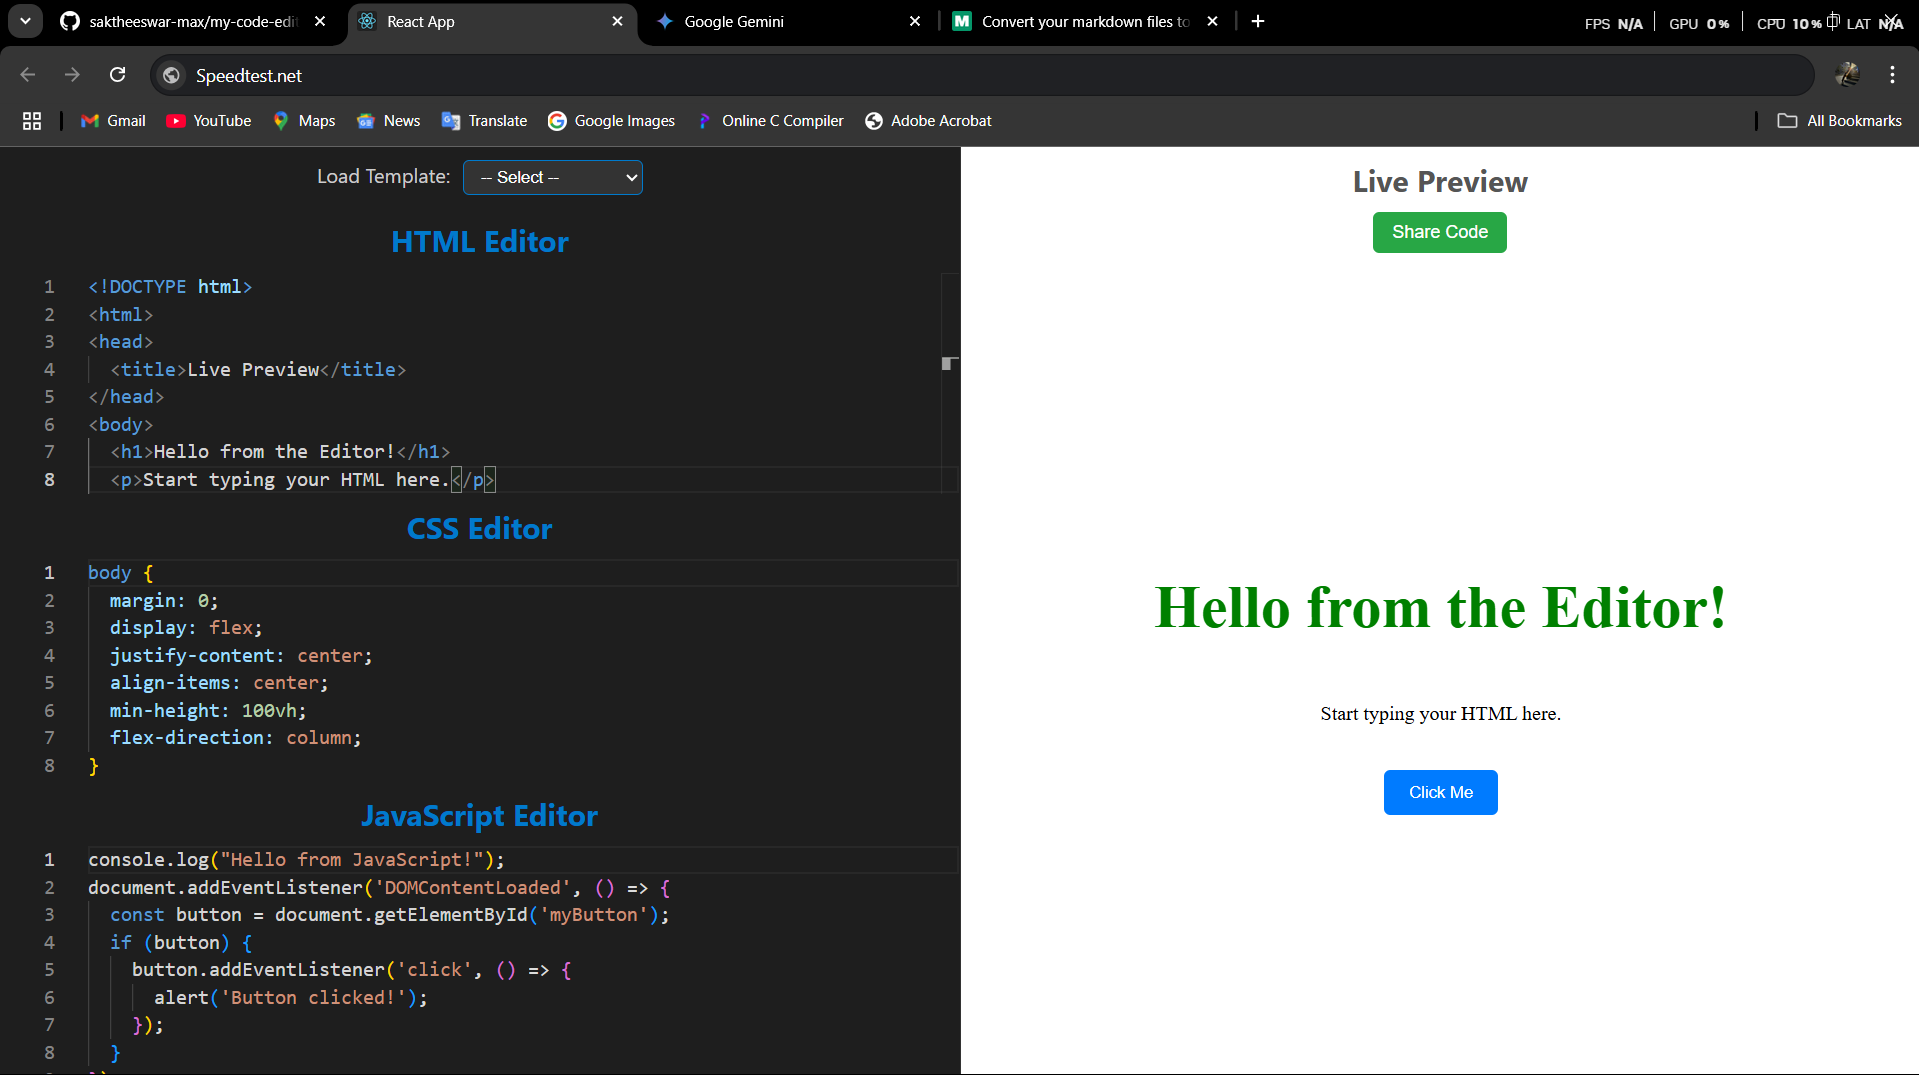 saktheeswar-max/my-code-edit
React App
Google Gemini
Convert your markdown files to
FPS N/A GPU 0% CPU 10% LAT N/A
Speedtest.net
Gmail YouTube Maps News Translate Google Images Online C Compiler Adobe Acrobat All Bookmarks
Load Template: -- Select --
HTML Editor
1 <!DOCTYPE html>
2 <html>
3 <head>
4 <title>Live Preview</title>
5 </head>
6 <body>
7 <h1>Hello from the Editor!</h1>
8 <p>Start typing your HTML here.</p>
CSS Editor
1 body {
2 margin: 0;
3 display: flex;
4 justify-content: center;
5 align-items: center;
6 min-height: 100vh;
7 flex-direction: column;
8 }
JavaScript Editor
1 console.log("Hello from JavaScript!");
2 document.addEventListener('DOMContentLoaded', () => {
3 const button = document.getElementById('myButton');
4 if (button) {
5 button.addEventListener('click', () => {
6 alert('Button clicked!');
7 });
8 }
Live Preview
Share Code
Hello from the Editor!
Start typing your HTML here.
Click Me